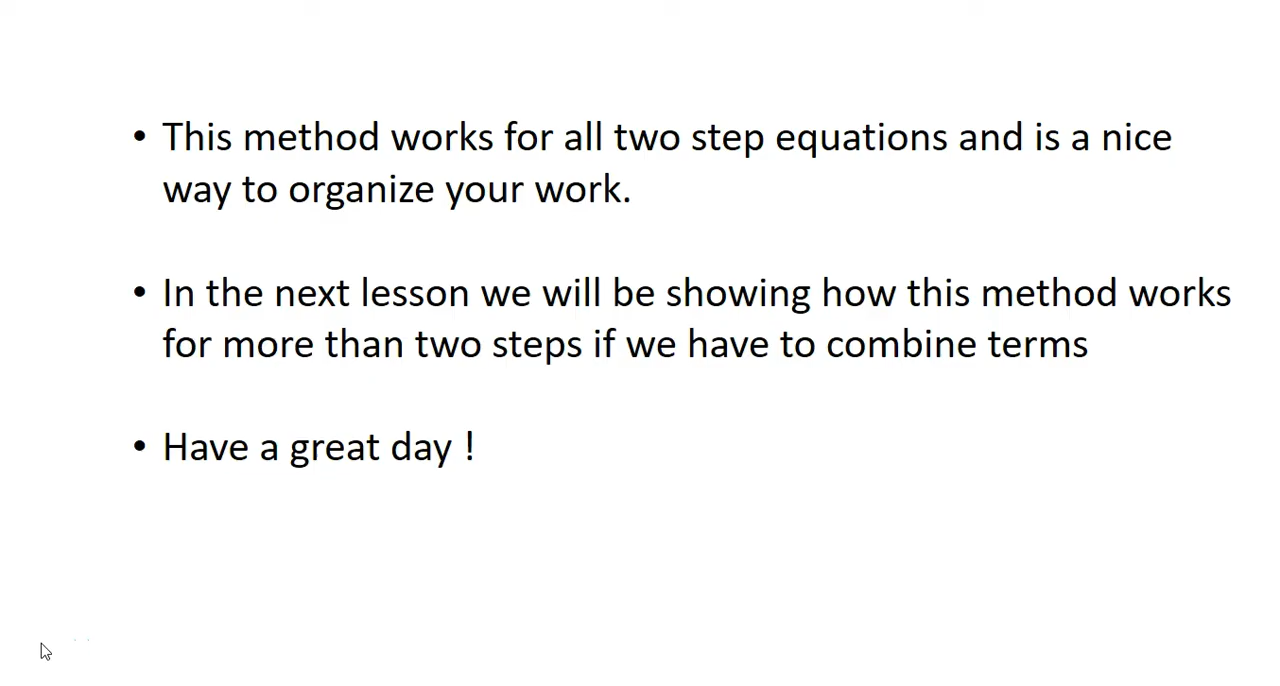 • This method works for all two step equations and is a nice
way to organize your work.
• In the next lesson we will be showing how this method works
for more than two steps if we have to combine terms
• Have a great day !